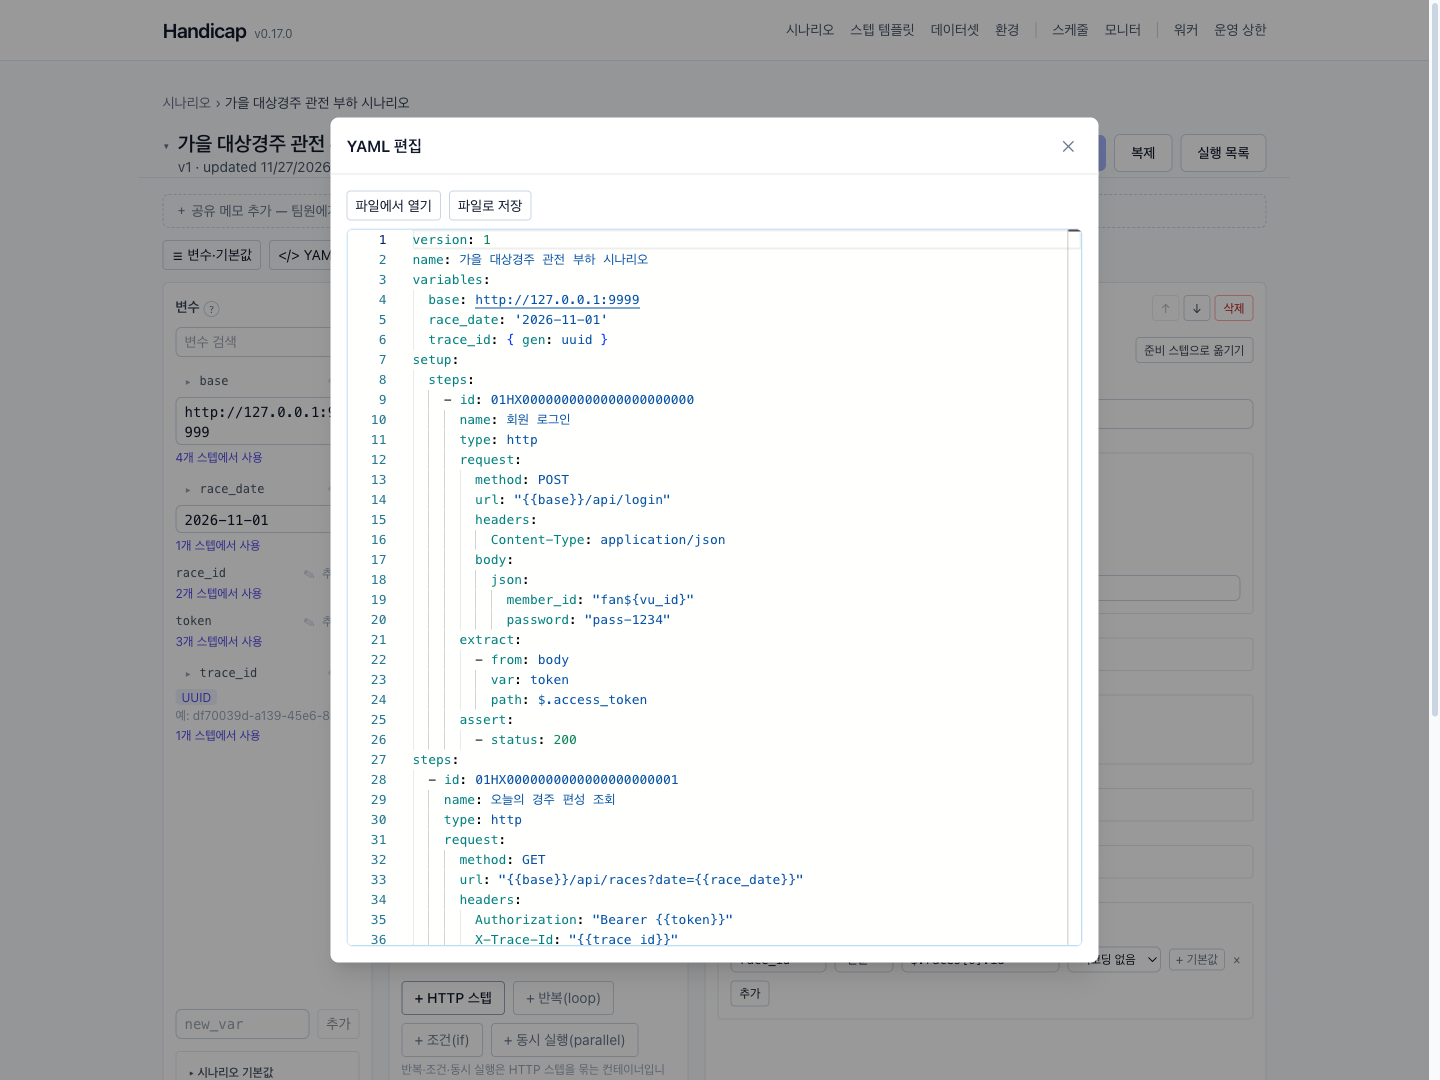 Handicap v0.17.0
시나리오 스텝 템플릿 데이터셋 환경 스케줄 모니터 워커 운영 상한
시나리오 › 가을 대상경주 관전 부하 시나리오
▾ 가을 대상경주 관전
v1 · updated 11/27/2026
복제 실행 목록
+ 공유 메모 추가 — 팀원에게
☰ 변수·기본값 </> YAM
변수 ?
변수 검색
▸ base
http://127.0.0.1:9
999
4개 스텝에서 사용
▸ race_date
2026-11-01
1개 스텝에서 사용
race_id ✎
2개 스텝에서 사용
token ✎
3개 스텝에서 사용
▸ trace_id
UUID
예: df70039d-a139-45e6-8
1개 스텝에서 사용
new_var 추가
▸ 시나리오 기본값
YAML 편집 ×
파일에서 열기 파일로 저장
1 version: 1
2 name: 가을 대상경주 관전 부하 시나리오
3 variables:
4 base: http://127.0.0.1:9999
5 race_date: '2026-11-01'
6 trace_id: { gen: uuid }
7 setup:
8 steps:
9 - id: 01HX0000000000000000000000
10 name: 회원 로그인
11 type: http
12 request:
13 method: POST
14 url: "{{base}}/api/login"
15 headers:
16 Content-Type: application/json
17 body:
18 json:
19 member_id: "fan${vu_id}"
20 password: "pass-1234"
21 extract:
22 - from: body
23 var: token
24 path: $.access_token
25 assert:
26 - status: 200
27 steps:
28 - id: 01HX0000000000000000000001
29 name: 오늘의 경주 편성 조회
30 type: http
31 request:
32 method: GET
33 url: "{{base}}/api/races?date={{race_date}}"
34 headers:
35 Authorization: "Bearer {{token}}"
36 X-Trace-Id: "{{trace_id}}"
↑ ↓ 삭제
준비 스텝으로 옮기기
딩 없음 + 기본값 ×
추가
+ HTTP 스텝 + 반복(loop)
+ 조건(if) + 동시 실행(parallel)
반복·조건·동시 실행은 HTTP 스텝을 묶는 컨테이너입니